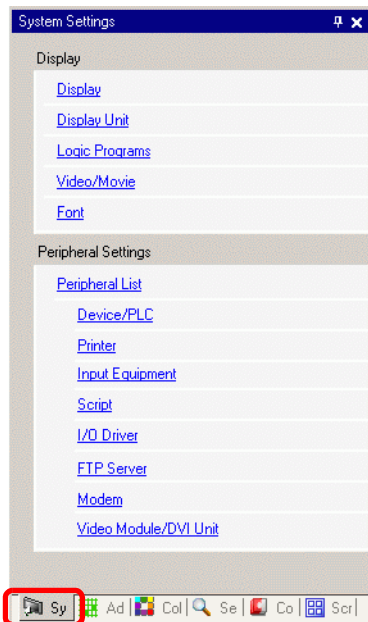 System Settings
Display
Display
Display Unit
Logic Programs
Video/Movie
Font
Peripheral Settings
Peripheral List
Device/PLC
Printer
Input Equipment
Script
I/O Driver
FTP Server
Modem
Video Module/DVI Unit
Sy Ad Col Se Co Scr